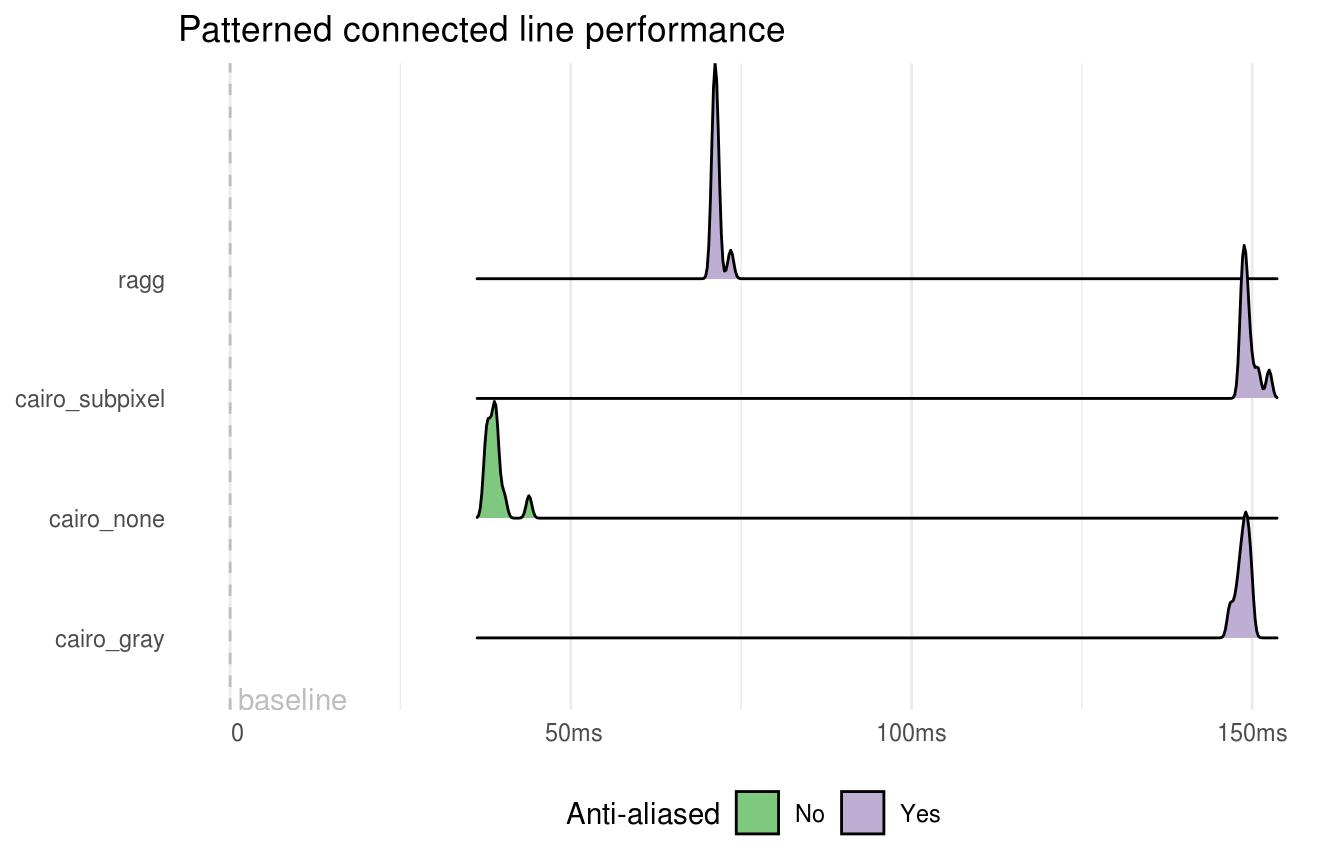 Patterned connected line performance
ragg
cairo_subpixel
cairo_none
cairo_gray
baseline
0 50ms 100ms 150ms
Anti-aliased No Yes